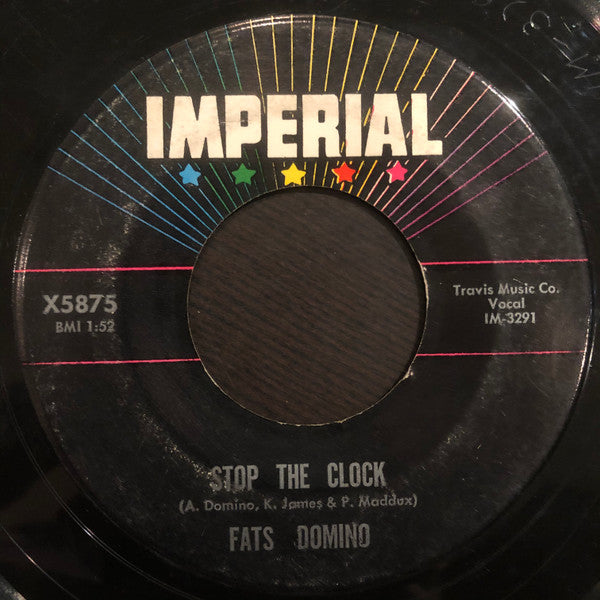 IMPERIAL
X5875
BMI 1:52
Travis Music Co.
Vocal
IM-3291
STOP THE CLOCK
(A. Domino, K. James & P. Maddux)
FATS DOMINO